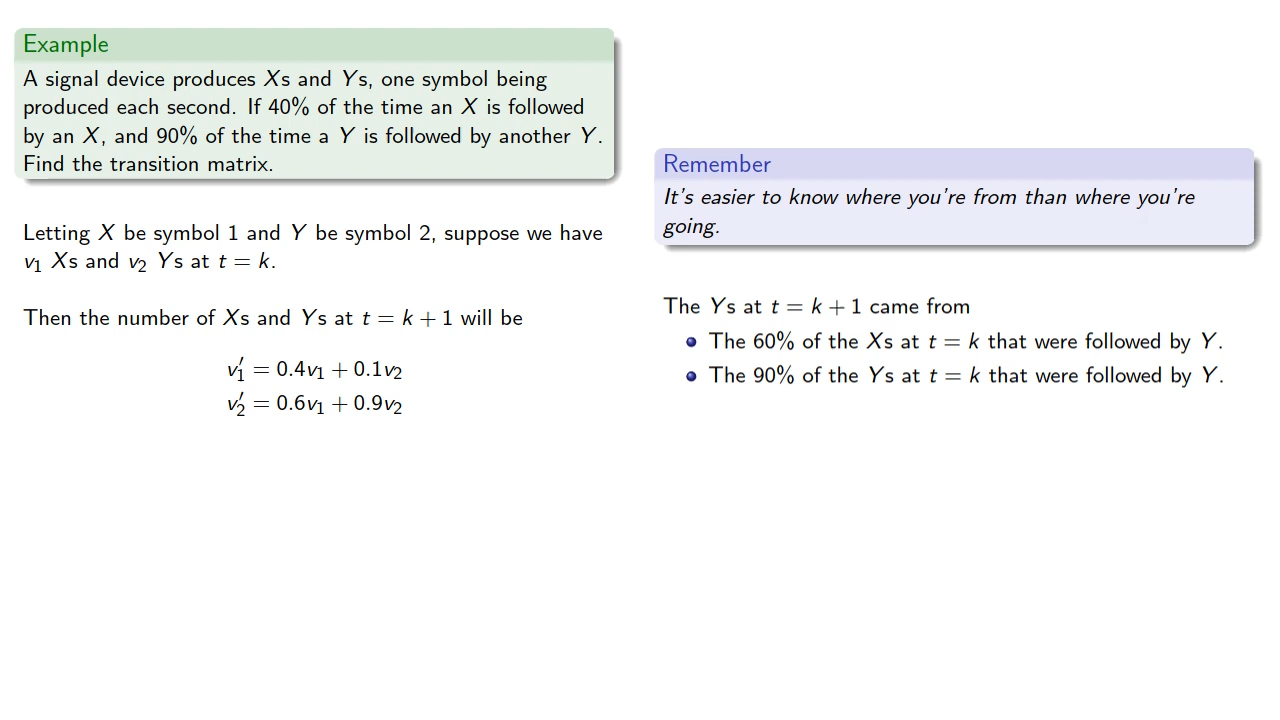 Example
A signal device produces Xs and Ys, one symbol being
produced each second. If 40% of the time an X is followed
by an X, and 90% of the time a Y is followed by another Y.
Find the transition matrix.
Letting X be symbol 1 and Y be symbol 2, suppose we have
v₁ Xs and v₂ Ys at t = k.
Then the number of Xs and Ys at t = k + 1 will be
v₁′ = 0.4v₁ + 0.1v₂
v₂′ = 0.6v₁ + 0.9v₂
Remember
It's easier to know where you're from than where you're
going.
The Ys at t = k + 1 came from
• The 60% of the Xs at t = k that were followed by Y.
• The 90% of the Ys at t = k that were followed by Y.